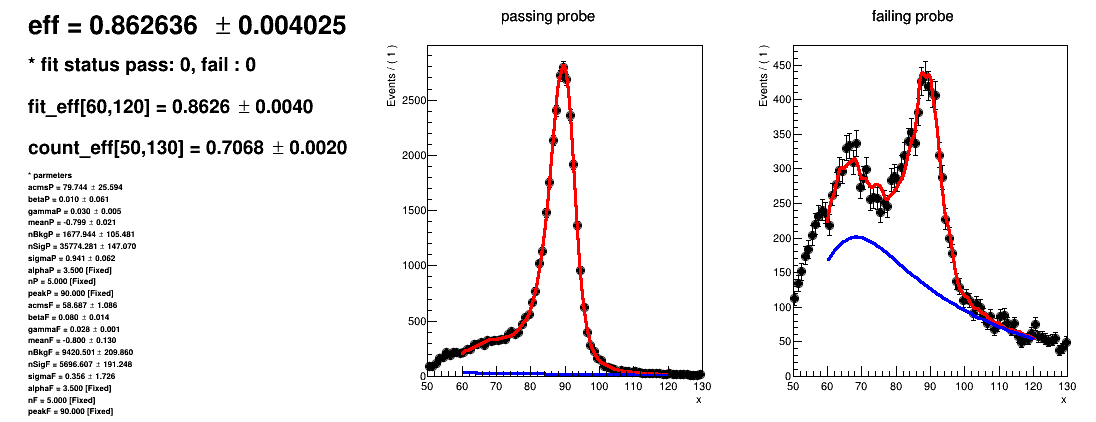 eff = 0.862636 ± 0.004025
* fit status pass: 0, fail : 0
fit_eff[60,120] = 0.8626 ± 0.0040
count_eff[50,130] = 0.7068 ± 0.0020
* parmeters
acmsP = 79.744 ± 25.594
betaP = 0.010 ± 0.061
gammaP = 0.030 ± 0.005
meanP = -0.799 ± 0.021
nBkgP = 1677.944 ± 105.481
nSigP = 35774.281 ± 147.070
sigmaP = 0.941 ± 0.062
alphaP = 3.500 [Fixed]
nP = 5.000 [Fixed]
peakP = 90.000 [Fixed]
acmsF = 58.687 ± 1.086
betaF = 0.080 ± 0.014
gammaF = 0.028 ± 0.001
meanF = -0.800 ± 0.130
nBkgF = 9420.501 ± 209.860
nSigF = 5696.607 ± 191.248
sigmaF = 0.356 ± 1.726
alphaF = 3.500 [Fixed]
nF = 5.000 [Fixed]
peakF = 90.000 [Fixed]
passing probe
Events / ( 1 )
2500
2000
1500
1000
500
0
50 60 70 80 90 100 110 120 130
x
failing probe
Events / ( 1 )
450
400
350
300
250
200
150
100
50
0
50 60 70 80 90 100 110 120 130
x